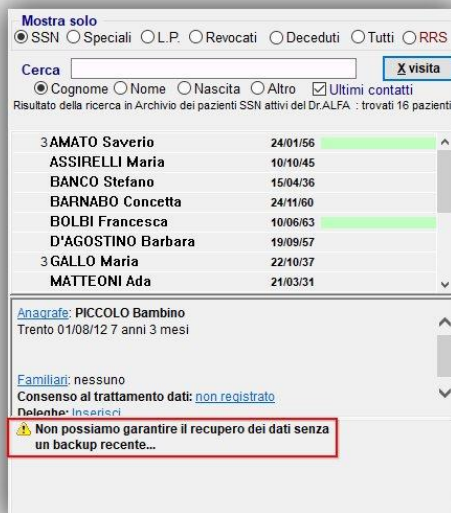 Mostra solo
SSN Speciali L.P. Revocati Deceduti Tutti RRS
Cerca X visita
Cognome Nome Nascita Altro Ultimi contatti
Risultato della ricerca in Archivio dei pazienti SSN attivi del Dr.ALFA : trovati 16 pazienti
3 AMATO Saverio 24/01/56
ASSIRELLI Maria 10/10/45
BANCO Stefano 15/04/36
BARNABO Concetta 24/11/60
BOLBI Francesca 10/06/63
D'AGOSTINO Barbara 19/09/57
3 GALLO Maria 22/10/37
MATTEONI Ada 21/03/31
Anagrafe: PICCOLO Bambino
Trento 01/08/12 7 anni 3 mesi
Familiari: nessuno
Consenso al trattamento dati: non registrato
Deleghe: Inserisci
Non possiamo garantire il recupero dei dati senza
un backup recente...